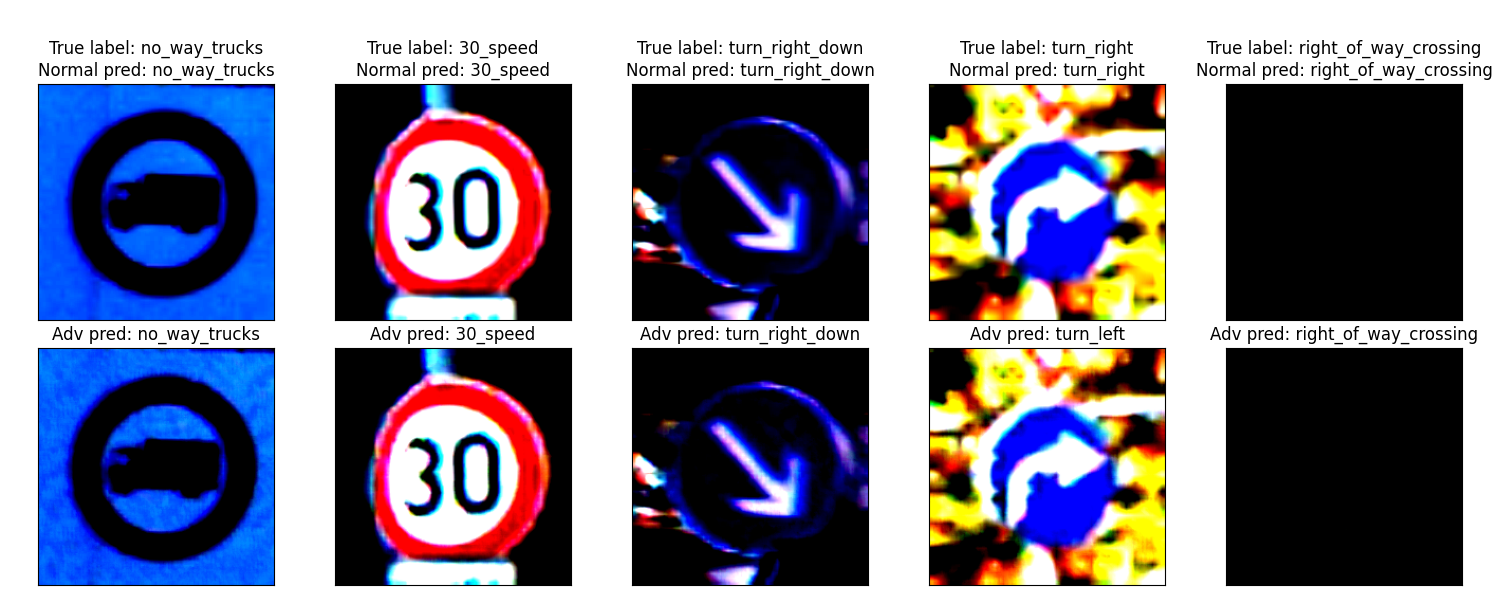 True label: no_way_trucks
Normal pred: no_way_trucks
True label: 30_speed
Normal pred: 30_speed
True label: turn_right_down
Normal pred: turn_right_down
True label: turn_right
Normal pred: turn_right
True label: right_of_way_crossing
Normal pred: right_of_way_crossing
30
Adv pred: no_way_trucks
Adv pred: 30_speed
Adv pred: turn_right_down
Adv pred: turn_left
Adv pred: right_of_way_crossing
30